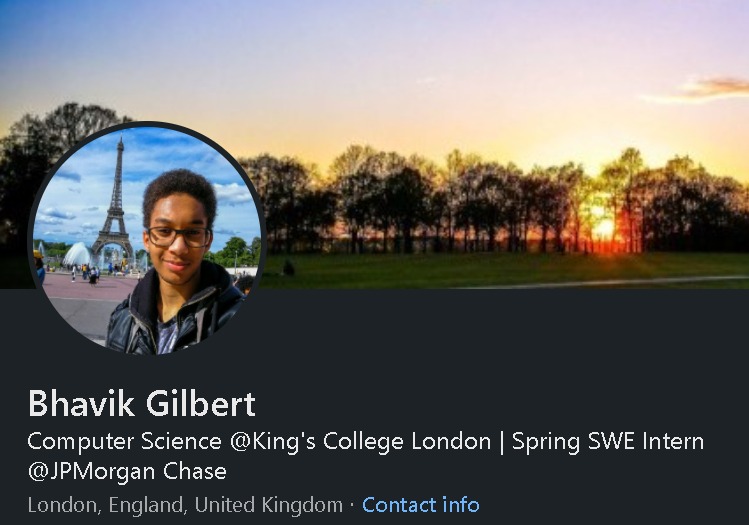 Bhavik Gilbert
Computer Science @King's College London | Spring SWE Intern
@JPMorgan Chase
London, England, United Kingdom · Contact info